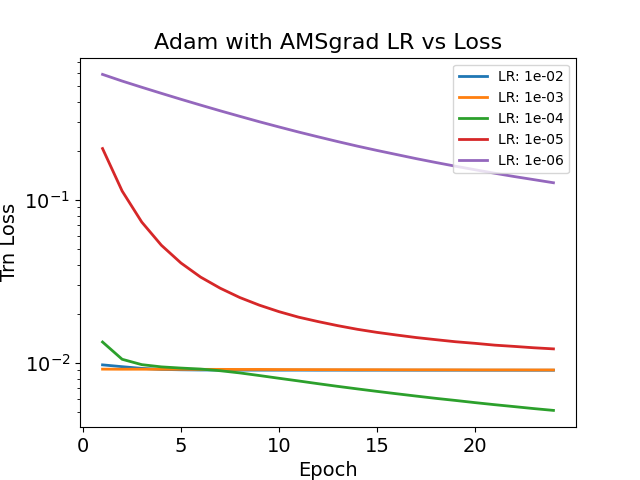 Adam with AMSgrad LR vs Loss
LR: 1e-02
LR: 1e-03
LR: 1e-04
LR: 1e-05
LR: 1e-06
10⁻¹
10⁻²
Trn Loss
0 5 10 15 20
Epoch